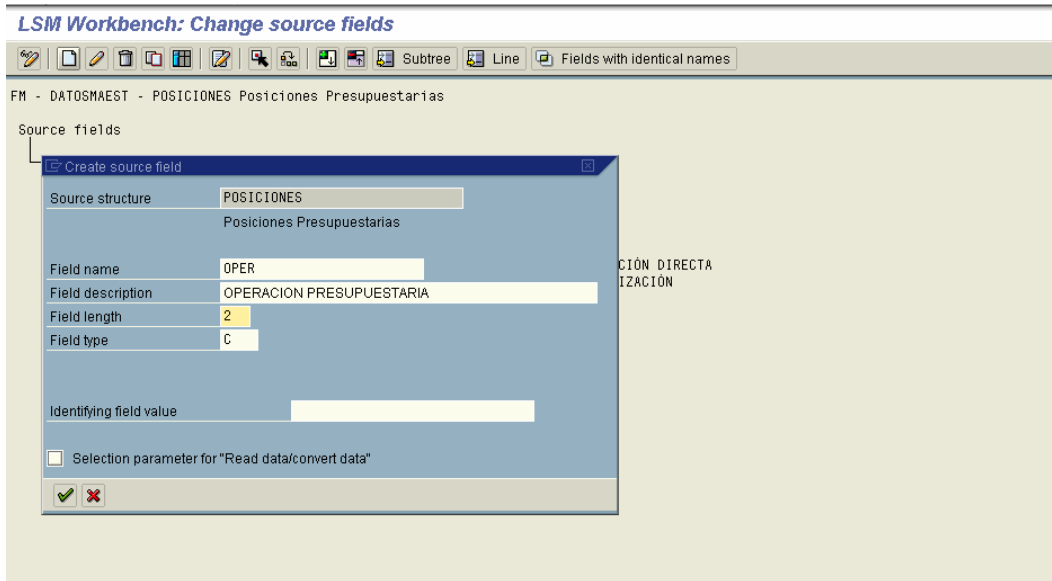 LSM Workbench: Change source fields
Subtree Line Fields with identical names
FM - DATOSMAEST - POSICIONES Posiciones Presupuestarias
Source fields
Create source field
Source structure POSICIONES
Posiciones Presupuestarias
Field name OPER
CIÓN DIRECTA
Field description OPERACION PRESUPUESTARIA
IZACIÓN
Field length 2
Field type C
Identifying field value
Selection parameter for "Read data/convert data"